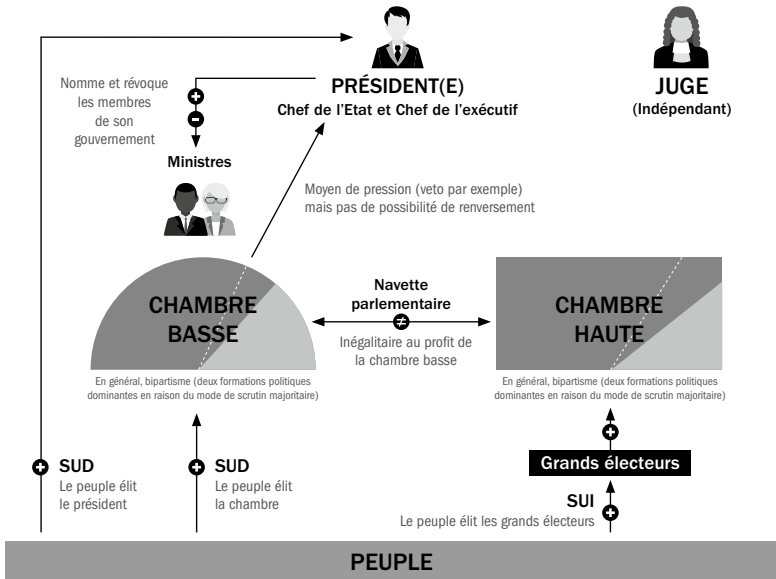 PRÉSIDENT(E)
Chef de l'Etat et Chef de l'exécutif
JUGE
(Indépendant)
Nomme et révoque
les membres
de son
gouvernement
+
−
Ministres
Moyen de pression (veto par exemple)
mais pas de possibilité de renversement
CHAMBRE
BASSE
En général, bipartisme (deux formations politiques
dominantes en raison du mode de scrutin majoritaire)
Navette
parlementaire
≠
Inégalitaire au profit de
la chambre basse
CHAMBRE
HAUTE
En général, bipartisme (deux formations politiques
dominantes en raison du mode de scrutin majoritaire)
+
Grands électeurs
+ SUD
Le peuple élit
le président
+ SUD
Le peuple élit
la chambre
SUI
Le peuple élit les grands électeurs +
PEUPLE